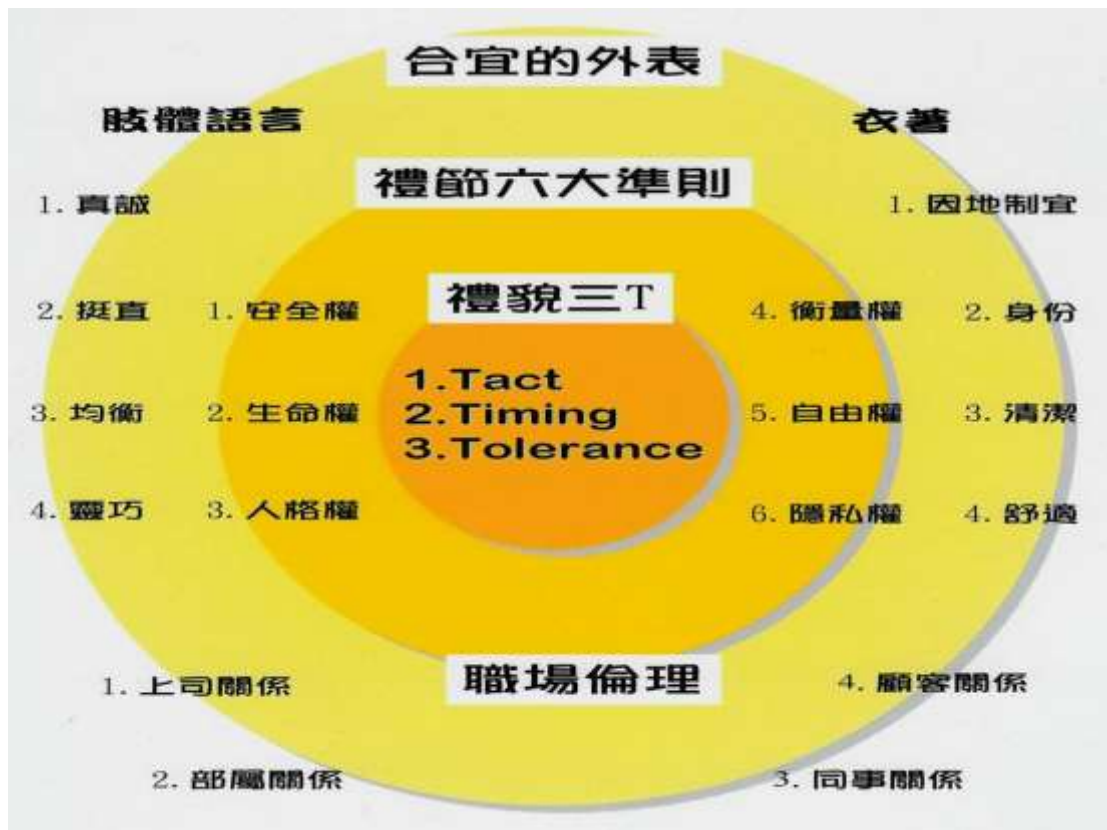 合宜的外表
肢體語言
衣著
禮節六大準則
1. 真誠
1. 因地制宜
禮貌三T
2. 挺直
1. 安全權
4. 衡量權
2. 身份
1.Tact
2.Timing
3.Tolerance
3. 均衡
2. 生命權
5. 自由權
3. 清潔
4. 靈巧
3. 人格權
6. 隱私權
4. 舒適
職場倫理
1. 上司關係
4. 顧客關係
2. 部屬關係
3. 同事關係